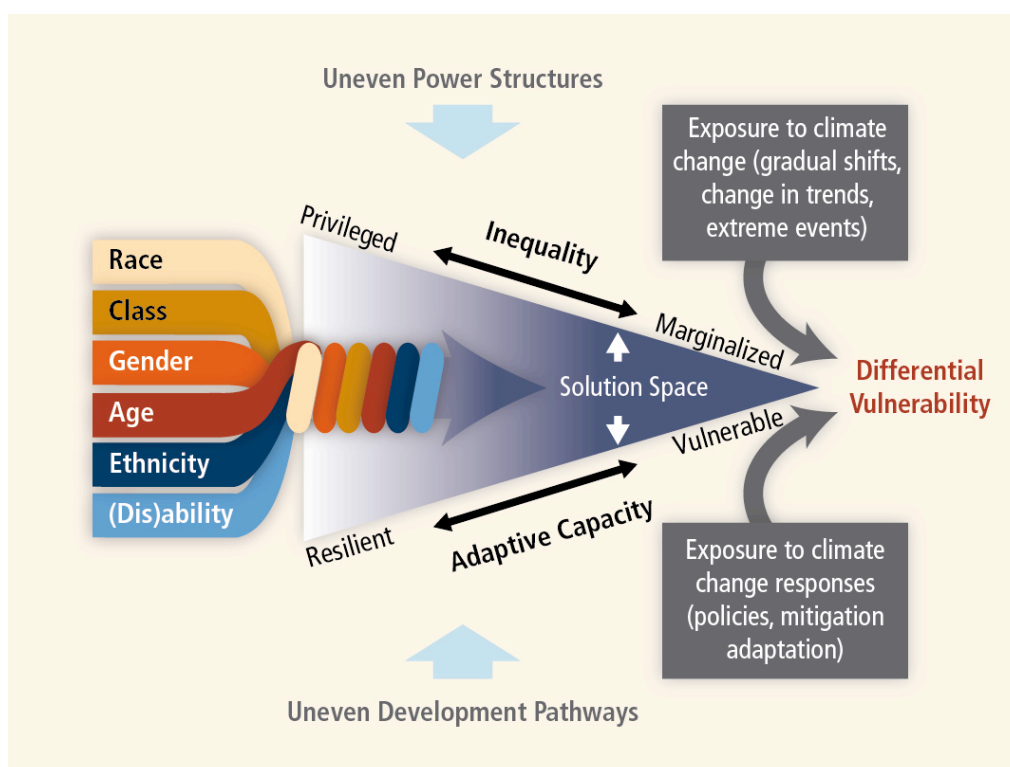 Uneven Power Structures
Exposure to climate
change (gradual shifts,
change in trends,
extreme events)
Privileged
Inequality
Marginalized
Race
Class
Gender
Age
Ethnicity
(Dis)ability
Solution Space
Differential
Vulnerability
Vulnerable
Adaptive Capacity
Resilient
Exposure to climate
change responses
(policies, mitigation
adaptation)
Uneven Development Pathways